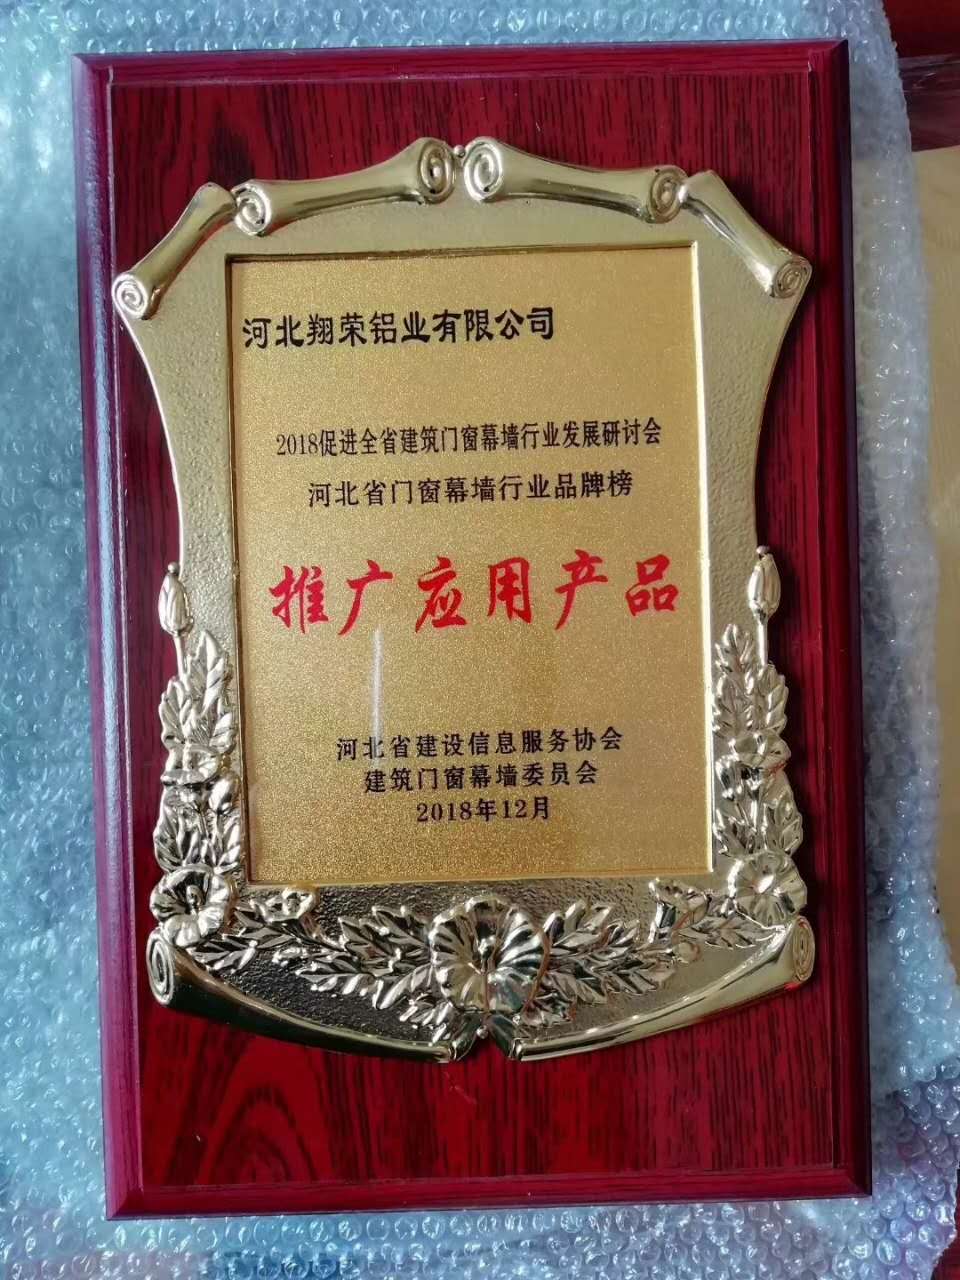 河北翔荣铝业有限公司
2018促进全省建筑门窗幕墙行业发展研讨会
河北省门窗幕墙行业品牌榜
推广应用产品
河北省建设信息服务协会
建筑门窗幕墙委员会
2018年12月